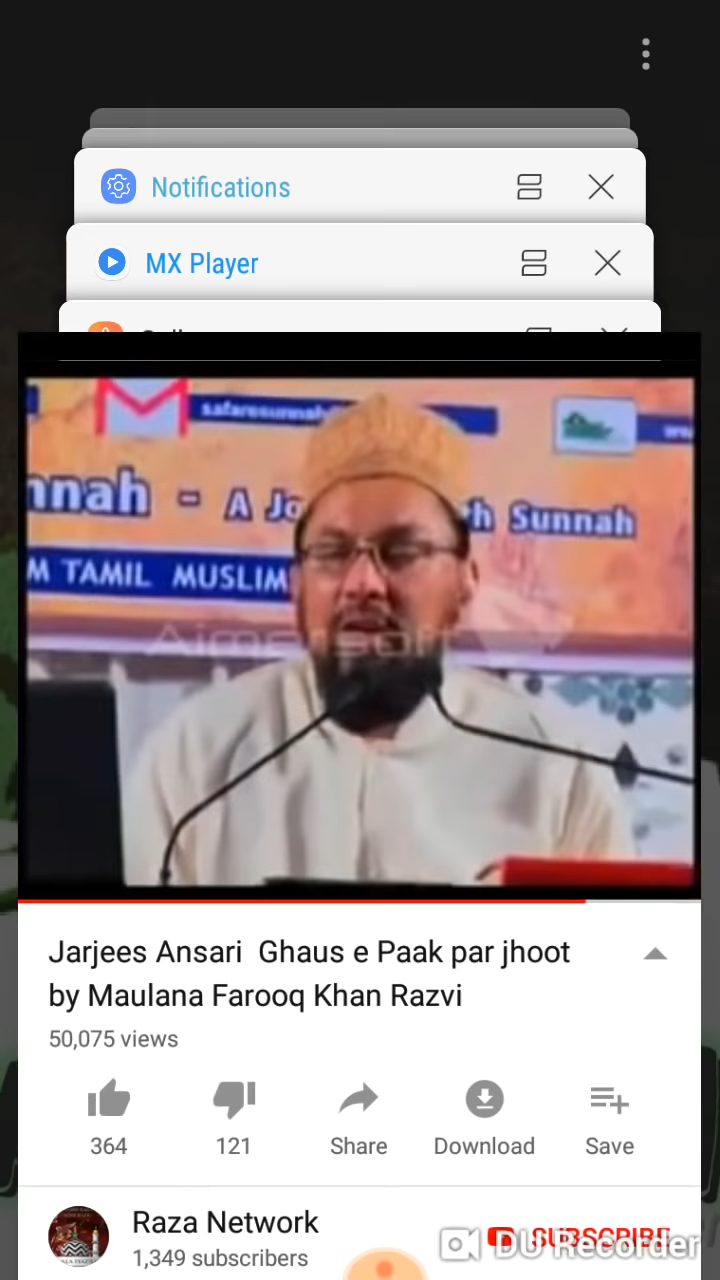 Notifications
MX Player
safaresunnah
nnah - A Jo
h Sunnah
M TAMIL MUSLIM
Aimersoft
Jarjees Ansari Ghaus e Paak par jhoot
by Maulana Farooq Khan Razvi
50,075 views
364
121
Share
Download
Save
Raza Network
1,349 subscribers
SUBSCRIBE
DU Recorder